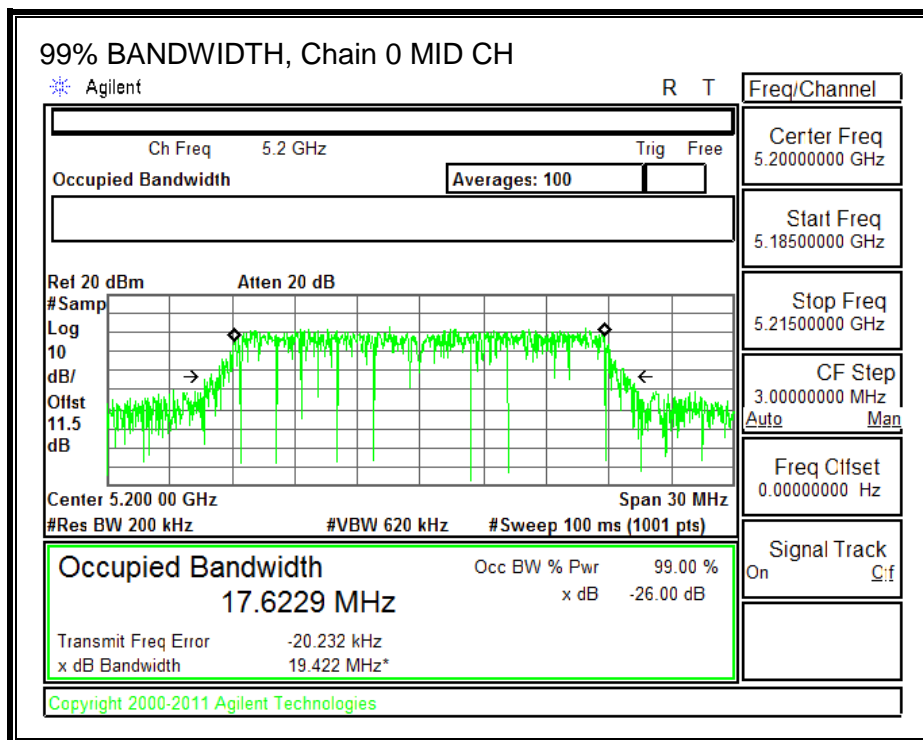 99% BANDWIDTH, Chain 0 MID CH
Agilent
R T
Freq/Channel
Ch Freq 5.2 GHz
Trig Free
Occupied Bandwidth
Averages: 100
Center Freq
5.20000000 GHz
Start Freq
5.18500000 GHz
Stop Freq
5.21500000 GHz
CF Step
3.00000000 MHz
Auto Man
Freq Offset
0.00000000 Hz
Signal Track
On Off
Ref 20 dBm
Atten 20 dB
#Samp
Log
10
dB/
Offst
11.5
dB
Center 5.200 00 GHz
Span 30 MHz
#Res BW 200 kHz
#VBW 620 kHz
#Sweep 100 ms (1001 pts)
Occupied Bandwidth
17.6229 MHz
Occ BW % Pwr 99.00 %
x dB -26.00 dB
Transmit Freq Error -20.232 kHz
x dB Bandwidth 19.422 MHz*
Copyright 2000-2011 Agilent Technologies